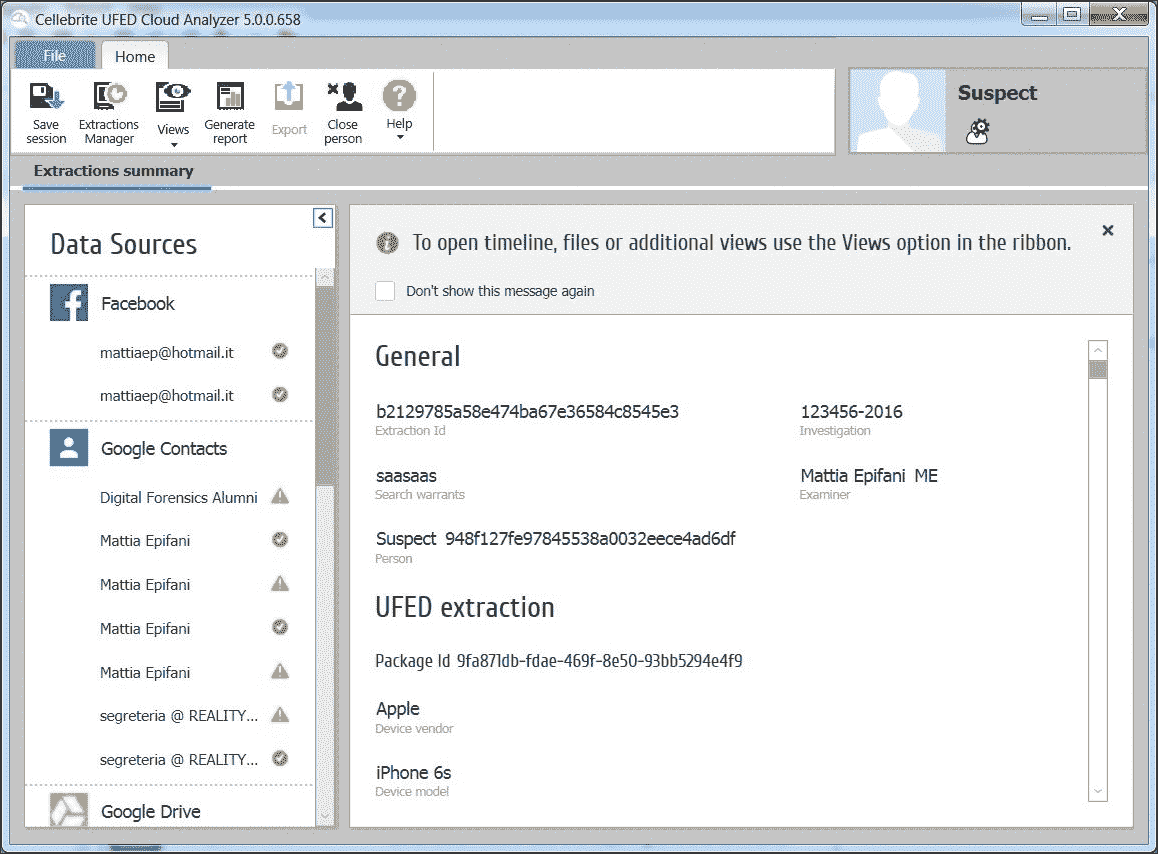 Cellebrite UFED Cloud Analyzer 5.0.0.658
File
Home
Save
session
Extractions
Manager
Views
Generate
report
Export
Close
person
Help
Suspect
Extractions summary
Data Sources
Facebook
mattiaep@hotmail.it
mattiaep@hotmail.it
Google Contacts
Digital Forensics Alumni
Mattia Epifani
Mattia Epifani
Mattia Epifani
Mattia Epifani
segreteria @ REALITY...
segreteria @ REALITY...
Google Drive
To open timeline, files or additional views use the Views option in the ribbon.
Don't show this message again
General
b2129785a58e474ba67e36584c8545e3
Extraction Id
123456-2016
Investigation
saasaas
Search warrants
Mattia Epifani ME
Examiner
Suspect 948f127fe97845538a0032eece4ad6df
Person
UFED extraction
Package Id 9fa871db-fdae-469f-8e50-93bb5294e4f9
Apple
Device vendor
iPhone 6s
Device model